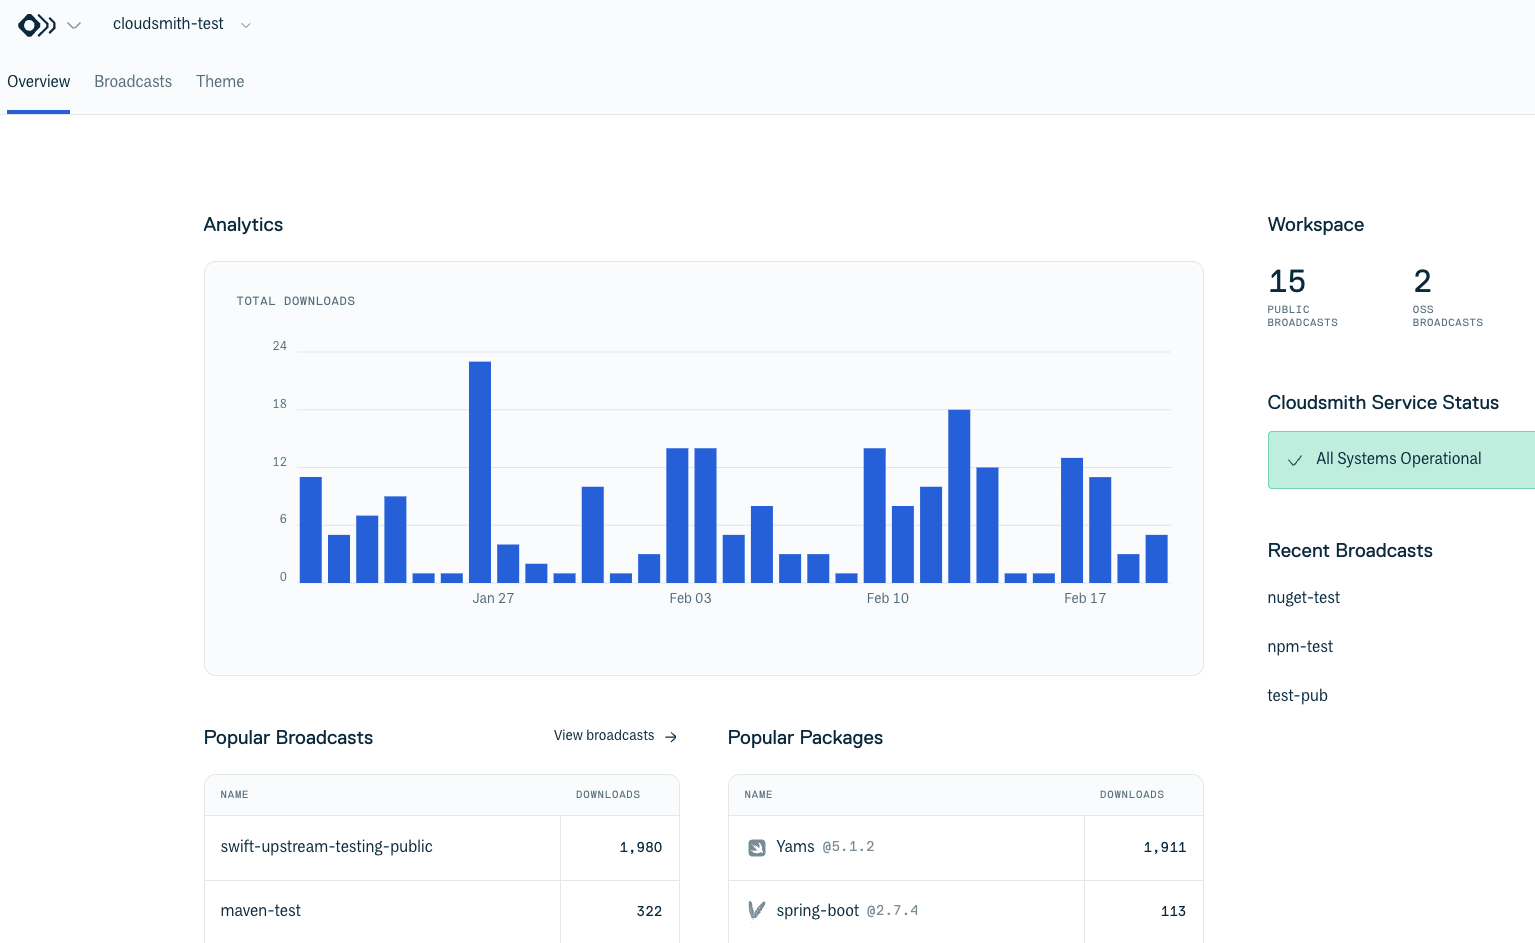 cloudsmith-test
Overview Broadcasts Theme
Analytics
TOTAL DOWNLOADS
24
18
12
6
0
Jan 27 Feb 03 Feb 10 Feb 17
Workspace
15 2
PUBLIC BROADCASTS
OSS BROADCASTS
Cloudsmith Service Status
All Systems Operational
Recent Broadcasts
nuget-test
npm-test
test-pub
Popular Broadcasts View broadcasts
NAME DOWNLOADS
swift-upstream-testing-public 1,980
maven-test 322
Popular Packages
NAME DOWNLOADS
Yams @5.1.2 1,911
spring-boot @2.7.4 113